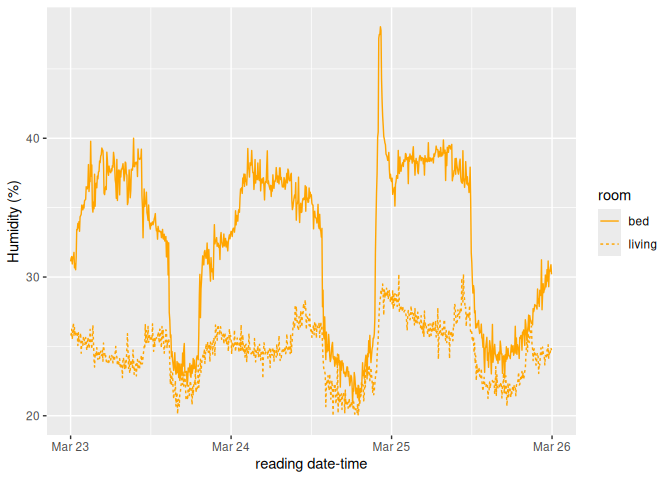 40
30
20
Humidity (%)
Mar 23
Mar 24
Mar 25
Mar 26
reading date-time
room
bed
living